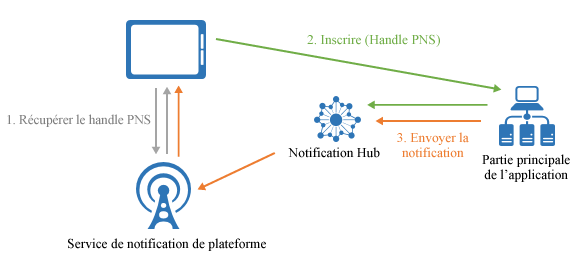 2. Inscrire (Handle PNS)
1. Récupérer le handle PNS
3. Envoyer la
notification
Notification Hub
Partie principale
de l'application
Service de notification de plateforme